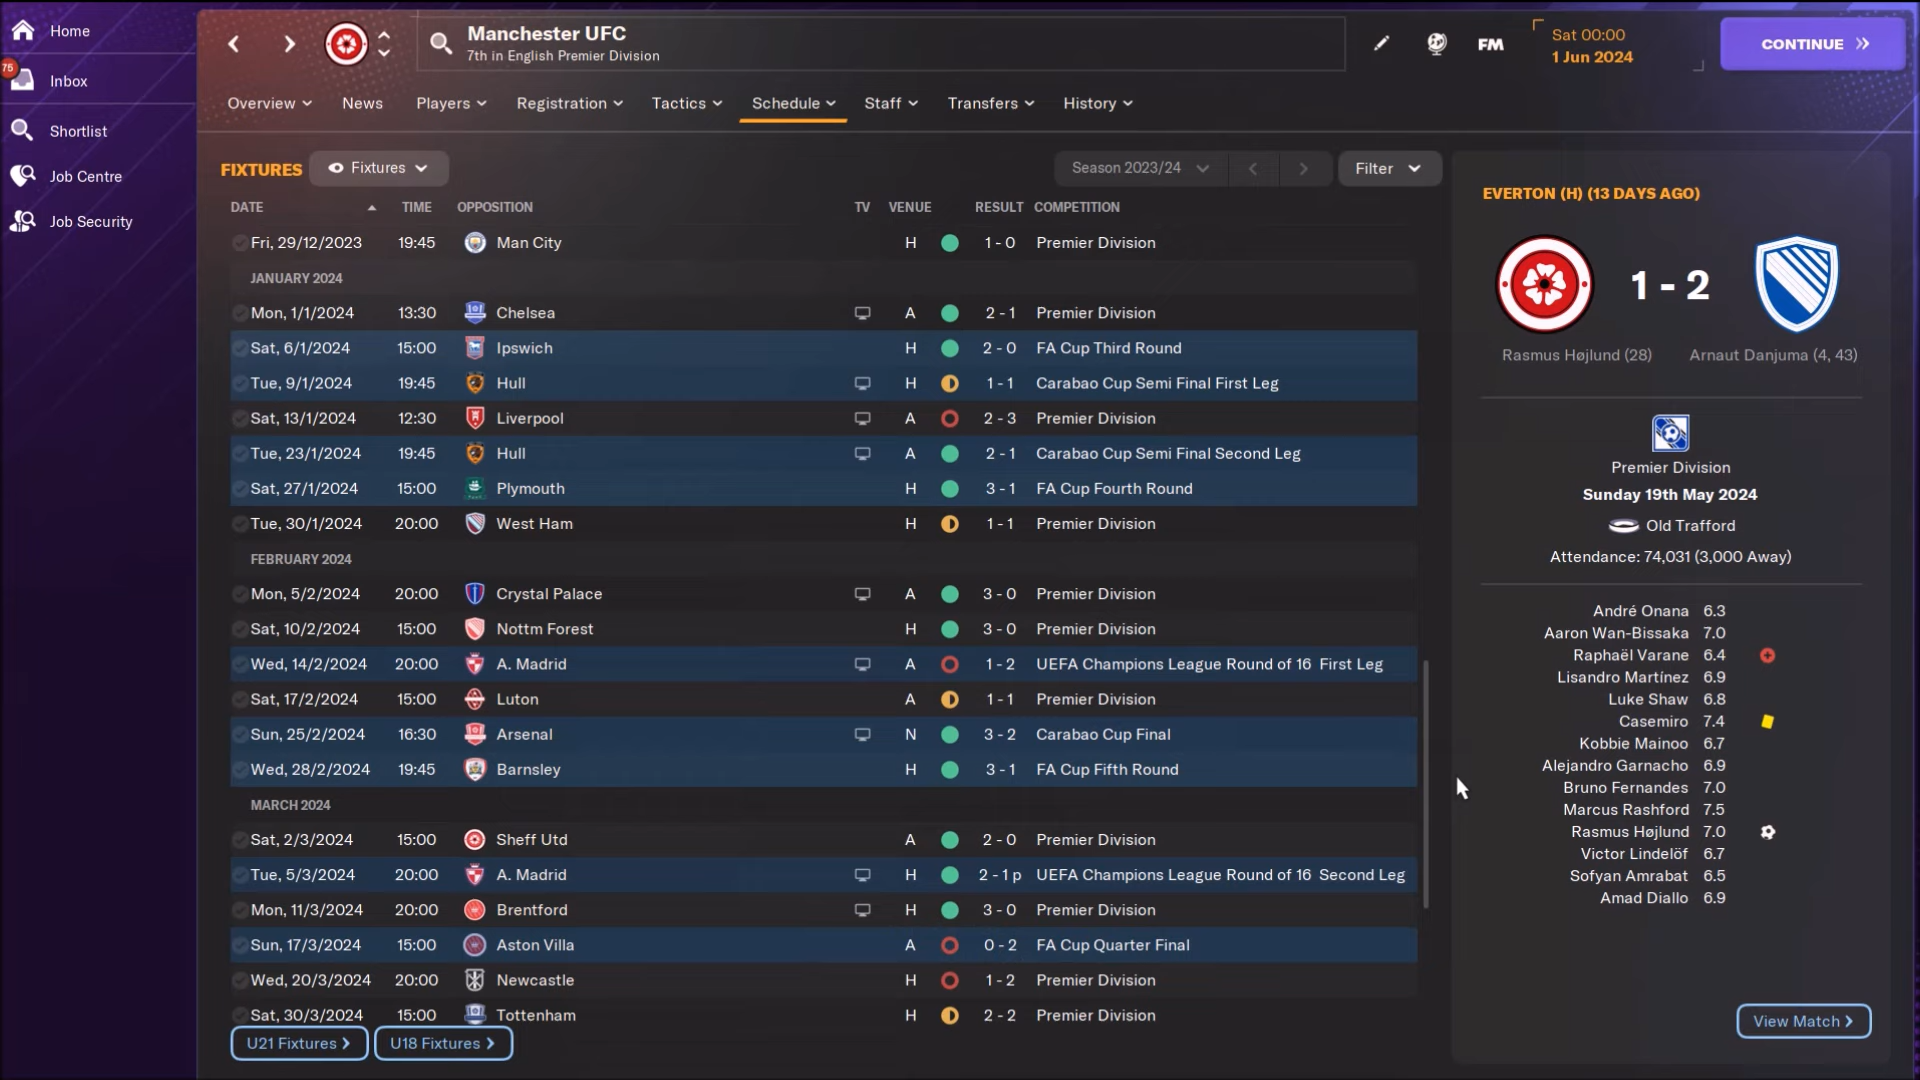 Home
75
Inbox
Shortlist
Job Centre
Job Security
Manchester UFC
7th in English Premier Division
FM
Sat 00:00
1 Jun 2024
CONTINUE
Overview News Players Registration Tactics Schedule Staff Transfers History
FIXTURES Fixtures Season 2023/24 Filter
DATE TIME OPPOSITION TV VENUE RESULT COMPETITION
Fri, 29/12/2023 19:45 Man City H 1 - 0 Premier Division
JANUARY 2024
Mon, 1/1/2024 13:30 Chelsea A 2 - 1 Premier Division
Sat, 6/1/2024 15:00 Ipswich H 2 - 0 FA Cup Third Round
Tue, 9/1/2024 19:45 Hull H 1 - 1 Carabao Cup Semi Final First Leg
Sat, 13/1/2024 12:30 Liverpool A 2 - 3 Premier Division
Tue, 23/1/2024 19:45 Hull A 2 - 1 Carabao Cup Semi Final Second Leg
Sat, 27/1/2024 15:00 Plymouth H 3 - 1 FA Cup Fourth Round
Tue, 30/1/2024 20:00 West Ham H 1 - 1 Premier Division
FEBRUARY 2024
Mon, 5/2/2024 20:00 Crystal Palace A 3 - 0 Premier Division
Sat, 10/2/2024 15:00 Nottm Forest H 3 - 0 Premier Division
Wed, 14/2/2024 20:00 A. Madrid A 1 - 2 UEFA Champions League Round of 16 First Leg
Sat, 17/2/2024 15:00 Luton A 1 - 1 Premier Division
Sun, 25/2/2024 16:30 Arsenal N 3 - 2 Carabao Cup Final
Wed, 28/2/2024 19:45 Barnsley H 3 - 1 FA Cup Fifth Round
MARCH 2024
Sat, 2/3/2024 15:00 Sheff Utd A 2 - 0 Premier Division
Tue, 5/3/2024 20:00 A. Madrid H 2 - 1 p UEFA Champions League Round of 16 Second Leg
Mon, 11/3/2024 20:00 Brentford H 3 - 0 Premier Division
Sun, 17/3/2024 15:00 Aston Villa A 0 - 2 FA Cup Quarter Final
Wed, 20/3/2024 20:00 Newcastle H 1 - 2 Premier Division
Sat, 30/3/2024 15:00 Tottenham H 2 - 2 Premier Division
U21 Fixtures U18 Fixtures
EVERTON (H) (13 DAYS AGO)
1 - 2
Rasmus Højlund (28) Arnaut Danjuma (4, 43)
Premier Division
Sunday 19th May 2024
Old Trafford
Attendance: 74,031 (3,000 Away)
André Onana 6.3
Aaron Wan-Bissaka 7.0
Raphaël Varane 6.4
Lisandro Martínez 6.9
Luke Shaw 6.8
Casemiro 7.4
Kobbie Mainoo 6.7
Alejandro Garnacho 6.9
Bruno Fernandes 7.0
Marcus Rashford 7.5
Rasmus Højlund 7.0
Victor Lindelöf 6.7
Sofyan Amrabat 6.5
Amad Diallo 6.9
View Match